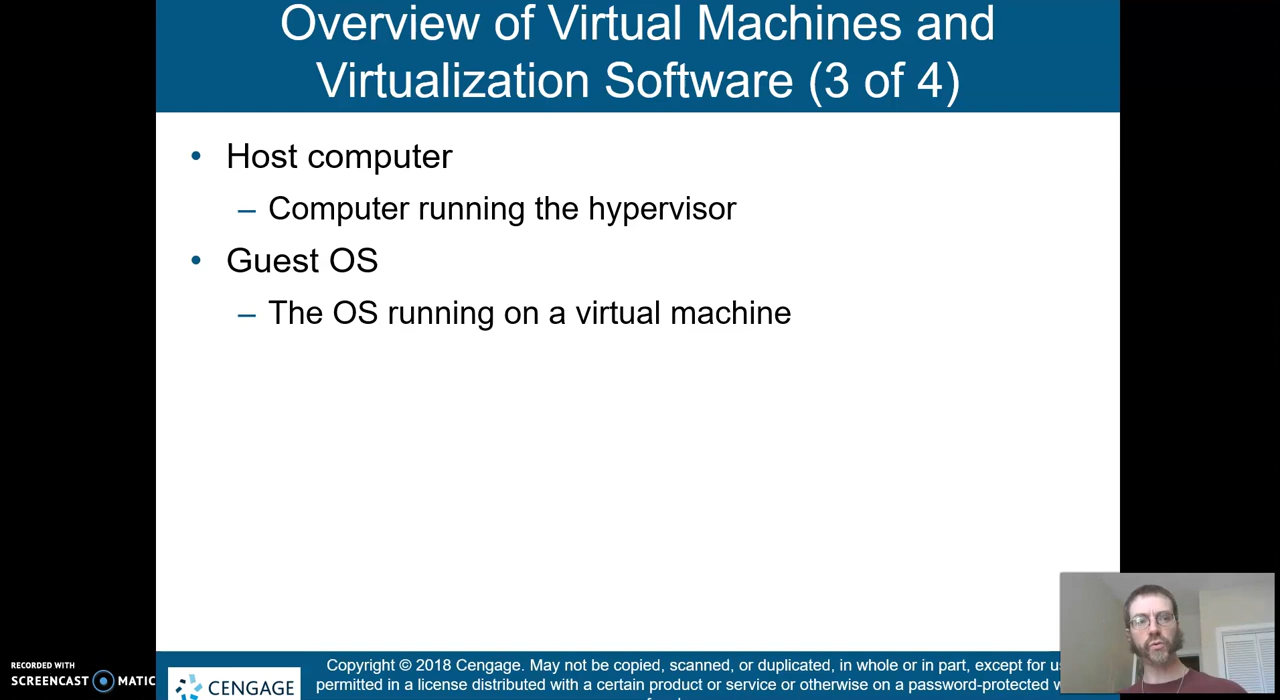 Overview of Virtual Machines and
Virtualization Software (3 of 4)
• Host computer
– Computer running the hypervisor
• Guest OS
– The OS running on a virtual machine
RECORDED WITH
SCREENCAST MATIC
CENGAGE
Copyright © 2018 Cengage. May not be copied, scanned, or duplicated, in whole or in part, except for
permitted in a license distributed with a certain product or service or otherwise on a password-protected